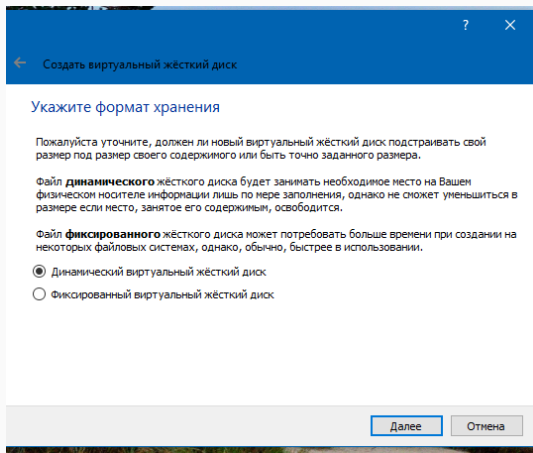 ?
Создать виртуальный жёсткий диск
Укажите формат хранения
Пожалуйста уточните, должен ли новый виртуальный жёсткий диск подстраивать свой
размер под размер своего содержимого или быть точно заданного размера.
Файл динамического жёсткого диска будет занимать необходимое место на Вашем
физическом носителе информации лишь по мере заполнения, однако не сможет уменьшиться в
размере если место, занятое его содержимым, освободится.
Файл фиксированного жёсткого диска может потребовать больше времени при создании на
некоторых файловых системах, однако, обычно, быстрее в использовании.
Динамический виртуальный жёсткий диск
Фиксированный виртуальный жёсткий диск
Далее
Отмена